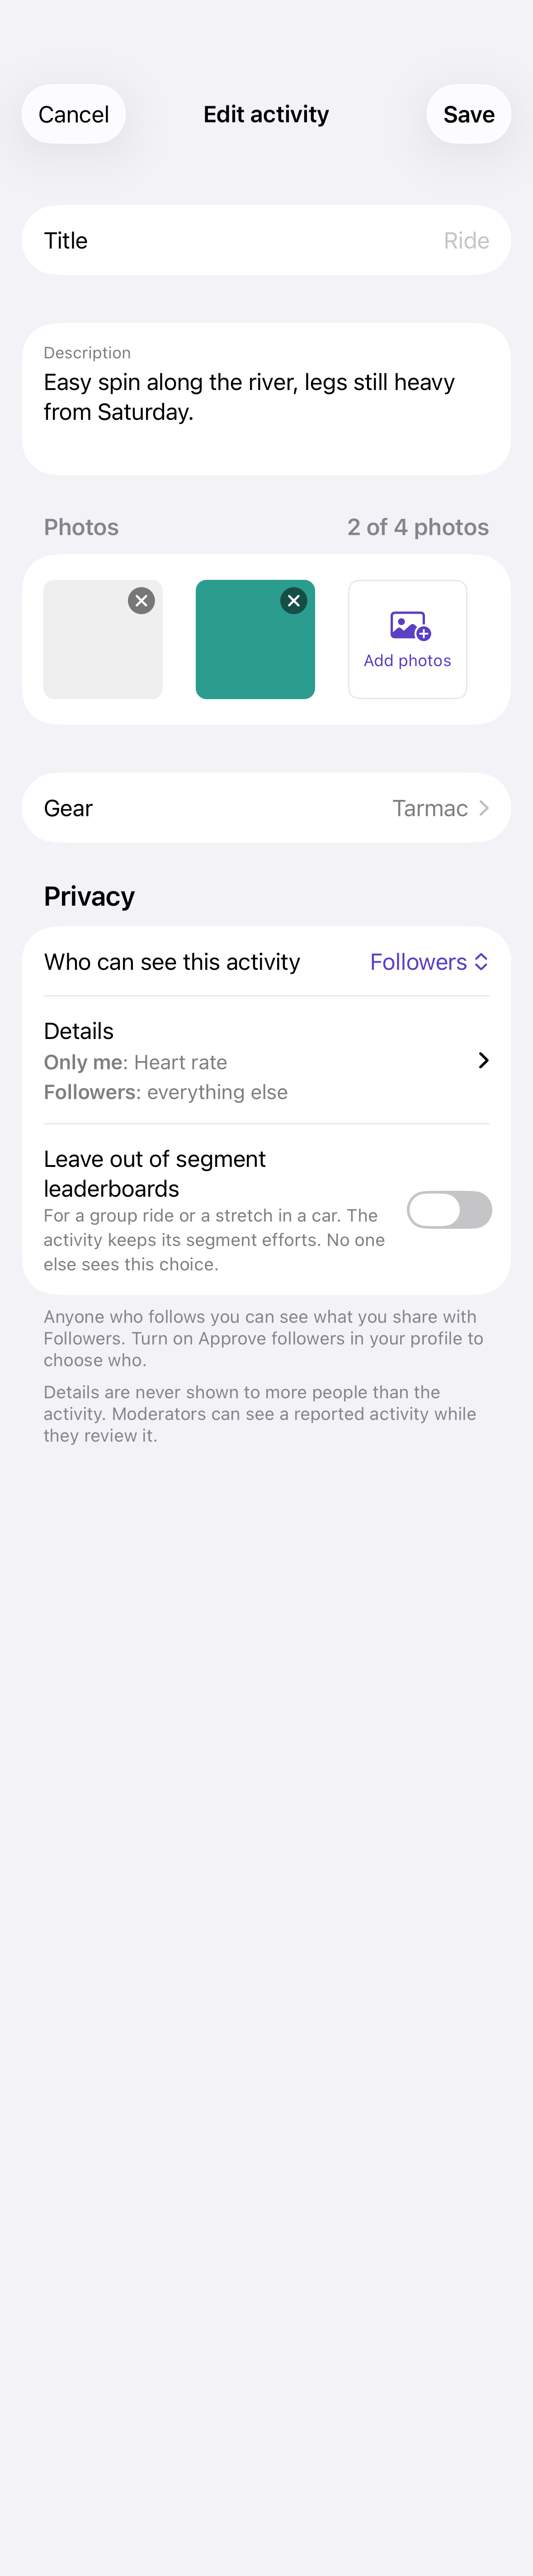 Cancel
Edit activity
Save
Title
Ride
Description
Easy spin along the river, legs still heavy
from Saturday.
Photos
2 of 4 photos
Add photos
Gear
Tarmac
Privacy
Who can see this activity
Followers
Details
Only me: Heart rate
Followers: everything else
Leave out of segment
leaderboards
For a group ride or a stretch in a car. The
activity keeps its segment efforts. No one
else sees this choice.
Anyone who follows you can see what you share with
Followers. Turn on Approve followers in your profile to
choose who.
Details are never shown to more people than the
activity. Moderators can see a reported activity while
they review it.